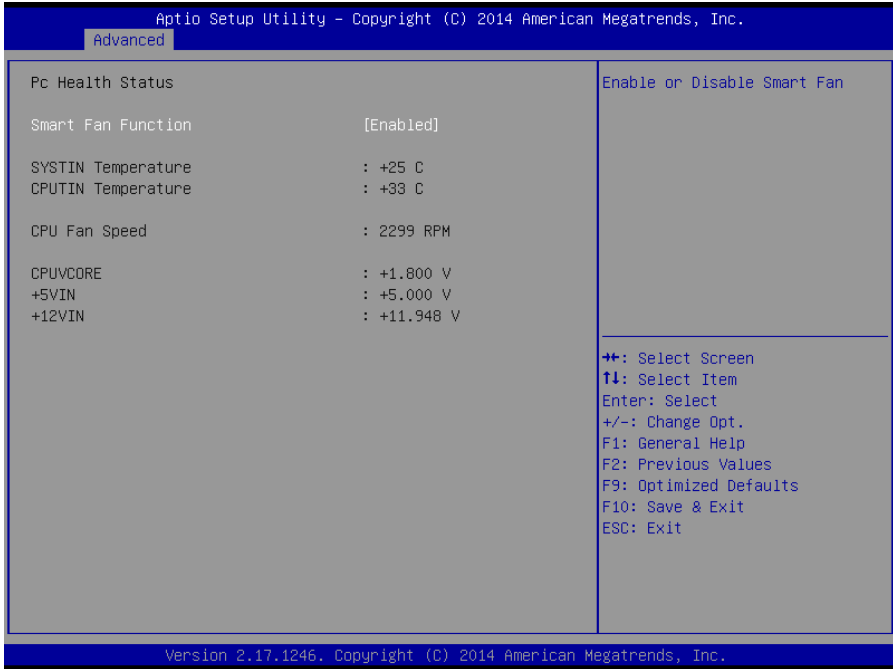 Aptio Setup Utility – Copyright (C) 2014 American Megatrends, Inc.
Advanced
Pc Health Status
Smart Fan Function [Enabled]
SYSTIN Temperature : +25 C
CPUTIN Temperature : +33 C
CPU Fan Speed : 2299 RPM
CPUVCORE : +1.800 V
+5VIN : +5.000 V
+12VIN : +11.948 V
Enable or Disable Smart Fan
→←: Select Screen
↑↓: Select Item
Enter: Select
+/-: Change Opt.
F1: General Help
F2: Previous Values
F9: Optimized Defaults
F10: Save & Exit
ESC: Exit
Version 2.17.1246. Copyright (C) 2014 American Megatrends, Inc.